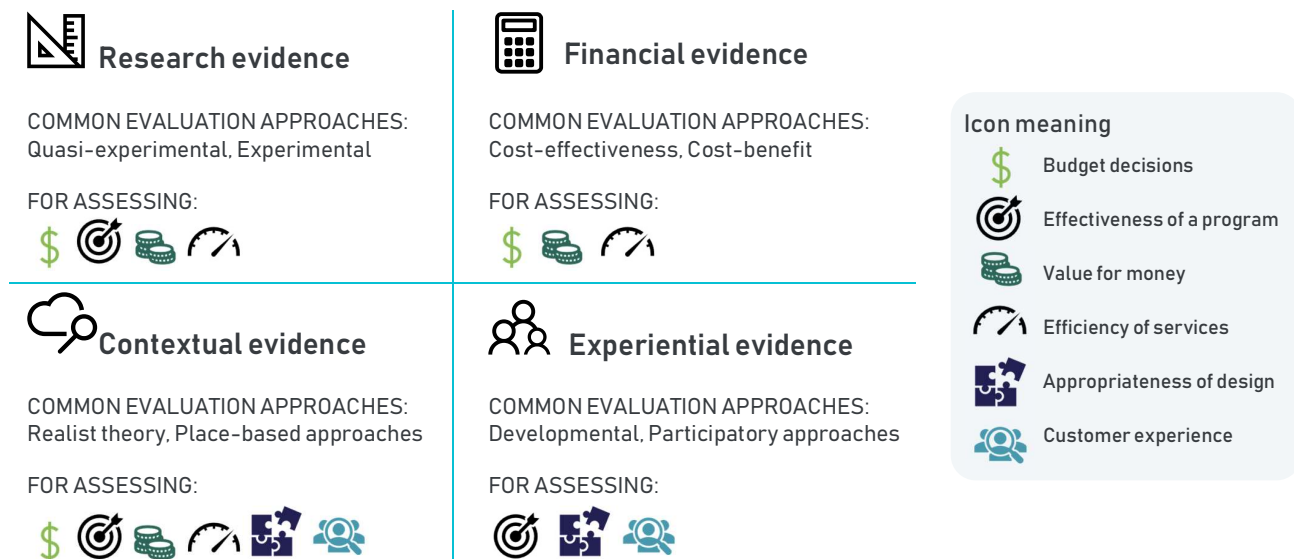 Research evidence
COMMON EVALUATION APPROACHES:
Quasi-experimental, Experimental
FOR ASSESSING:
$
Financial evidence
COMMON EVALUATION APPROACHES:
Cost-effectiveness, Cost-benefit
FOR ASSESSING:
$
Contextual evidence
COMMON EVALUATION APPROACHES:
Realist theory, Place-based approaches
FOR ASSESSING:
$
Experiential evidence
COMMON EVALUATION APPROACHES:
Developmental, Participatory approaches
FOR ASSESSING:
Icon meaning
$ Budget decisions
Effectiveness of a program
Value for money
Efficiency of services
Appropriateness of design
Customer experience